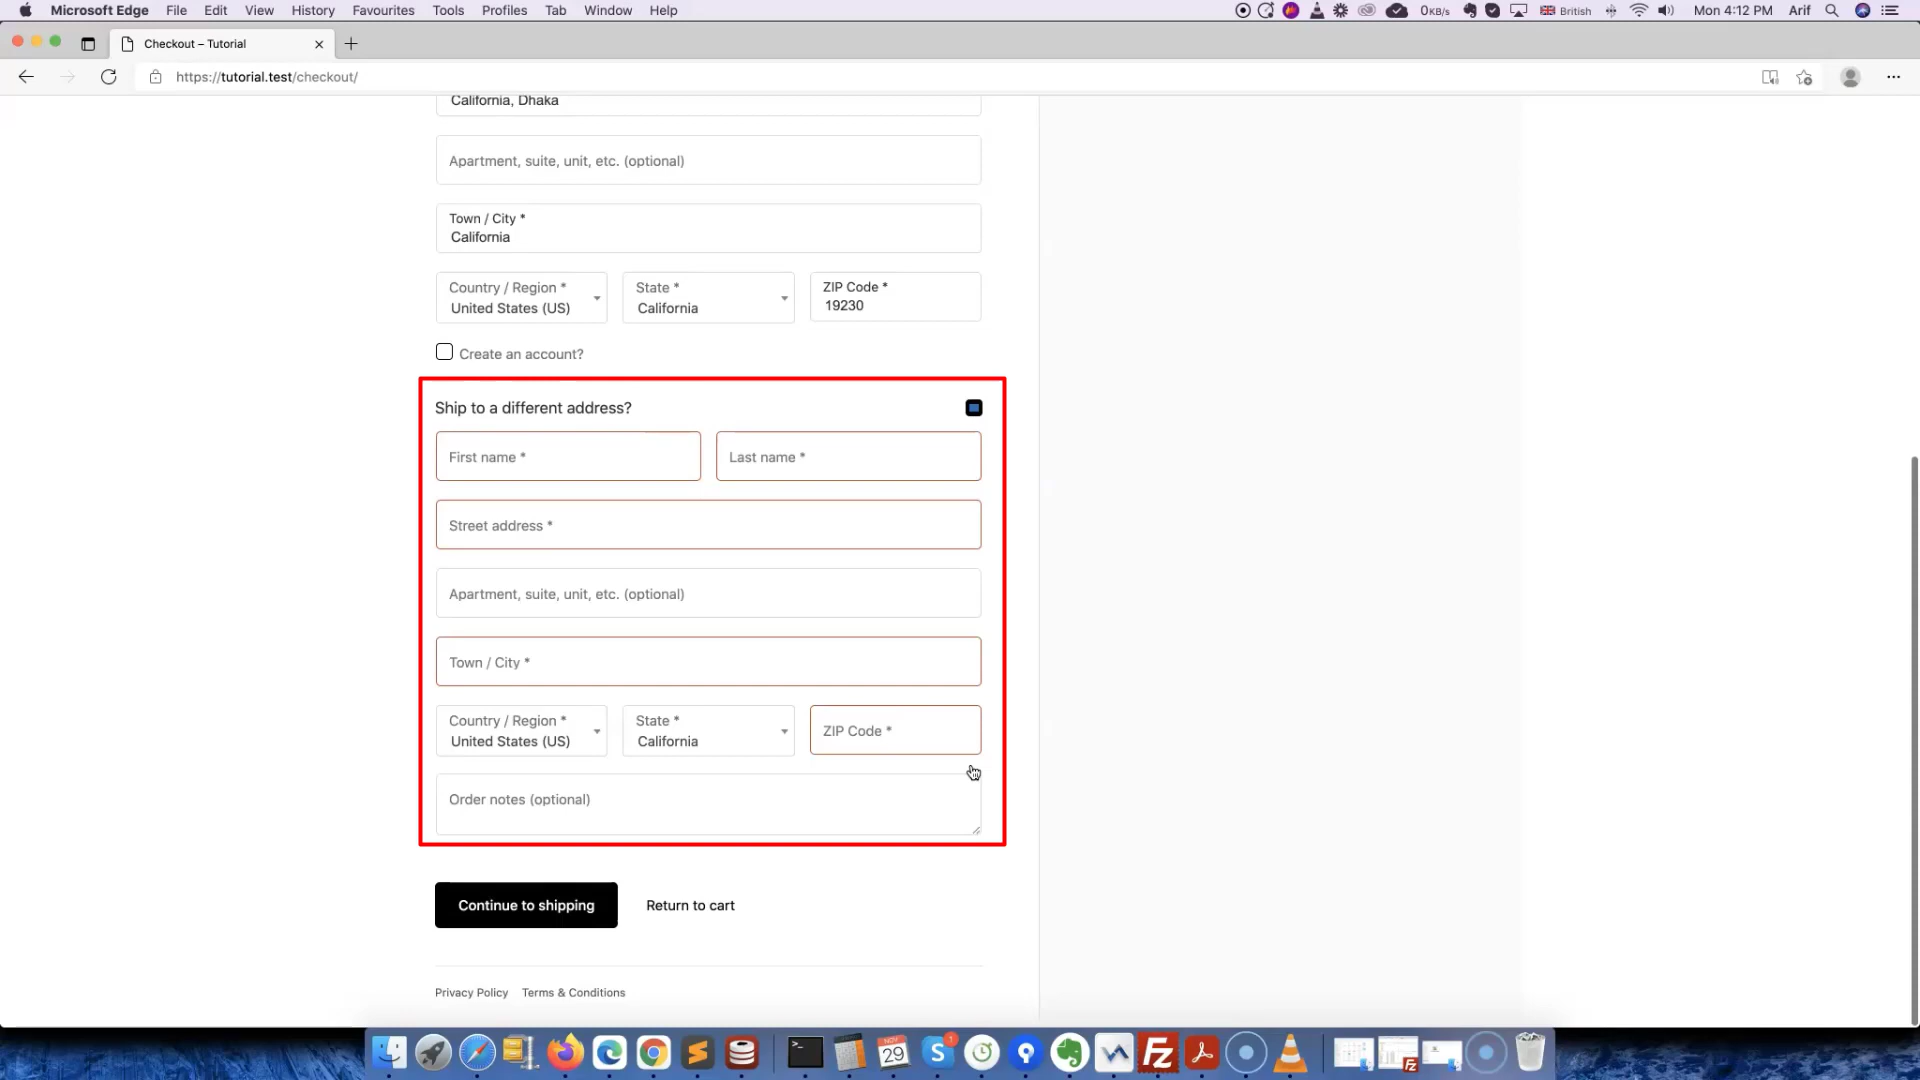 Microsoft Edge File Edit View History Favourites Tools Profiles Tab Window Help 0KB/s British Mon 4:12 PM Arif
Checkout – Tutorial
https://tutorial.test/checkout/
California, Dhaka
Apartment, suite, unit, etc. (optional)
Town / City *
California
Country / Region * State * ZIP Code *
United States (US) California 19230
Create an account?
Ship to a different address?
First name * Last name *
Street address *
Apartment, suite, unit, etc. (optional)
Town / City *
Country / Region * State * ZIP Code *
United States (US) California
Order notes (optional)
Continue to shipping Return to cart
Privacy Policy Terms & Conditions
NOV
29
1